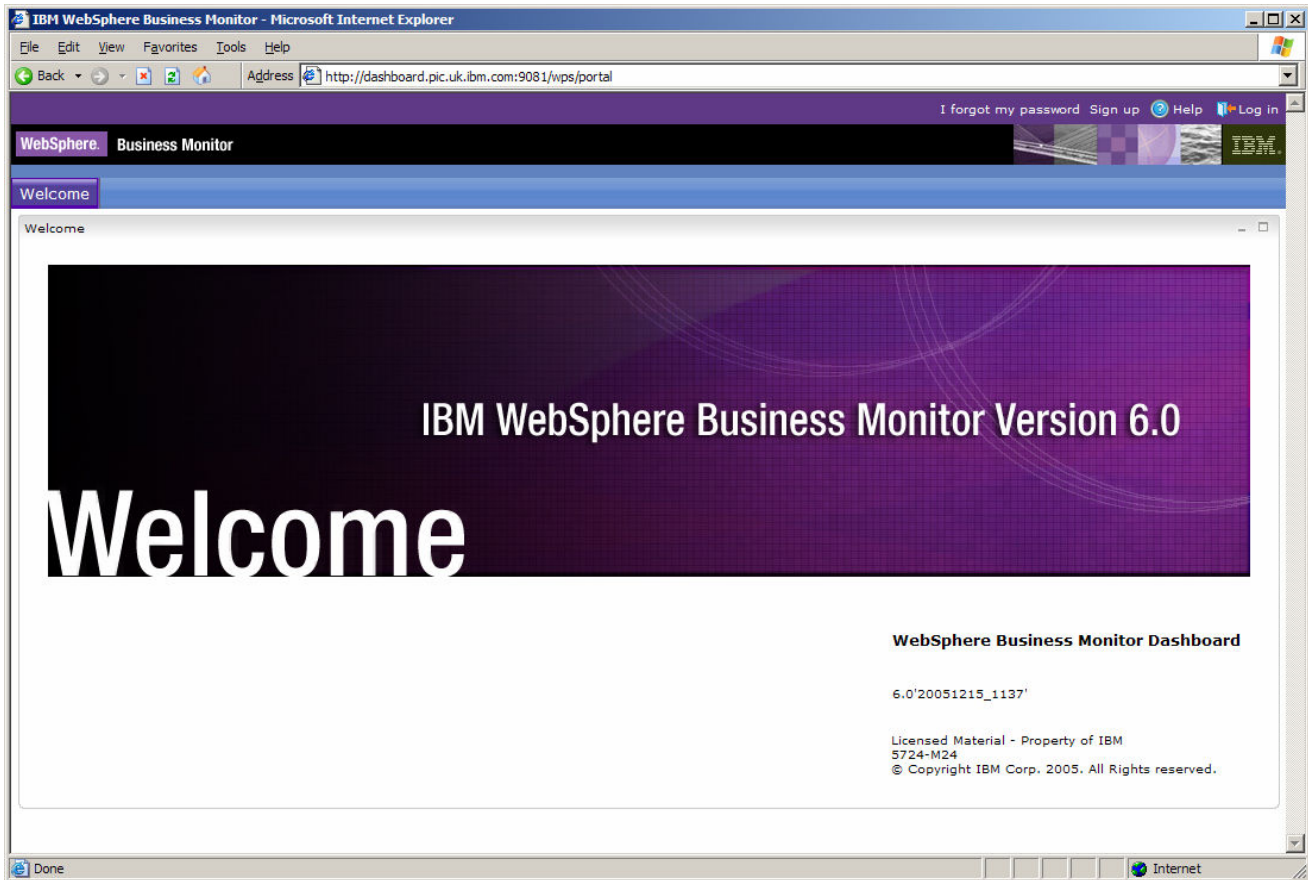 IBM WebSphere Business Monitor - Microsoft Internet Explorer
File Edit View Favorites Tools Help
Back Address http://dashboard.pic.uk.ibm.com:9081/wps/portal
I forgot my password Sign up Help Log in
WebSphere. Business Monitor IBM.
Welcome
Welcome
IBM WebSphere Business Monitor Version 6.0
Welcome
WebSphere Business Monitor Dashboard
6.0'20051215_1137'
Licensed Material - Property of IBM
5724-M24
© Copyright IBM Corp. 2005. All Rights reserved.
Done Internet